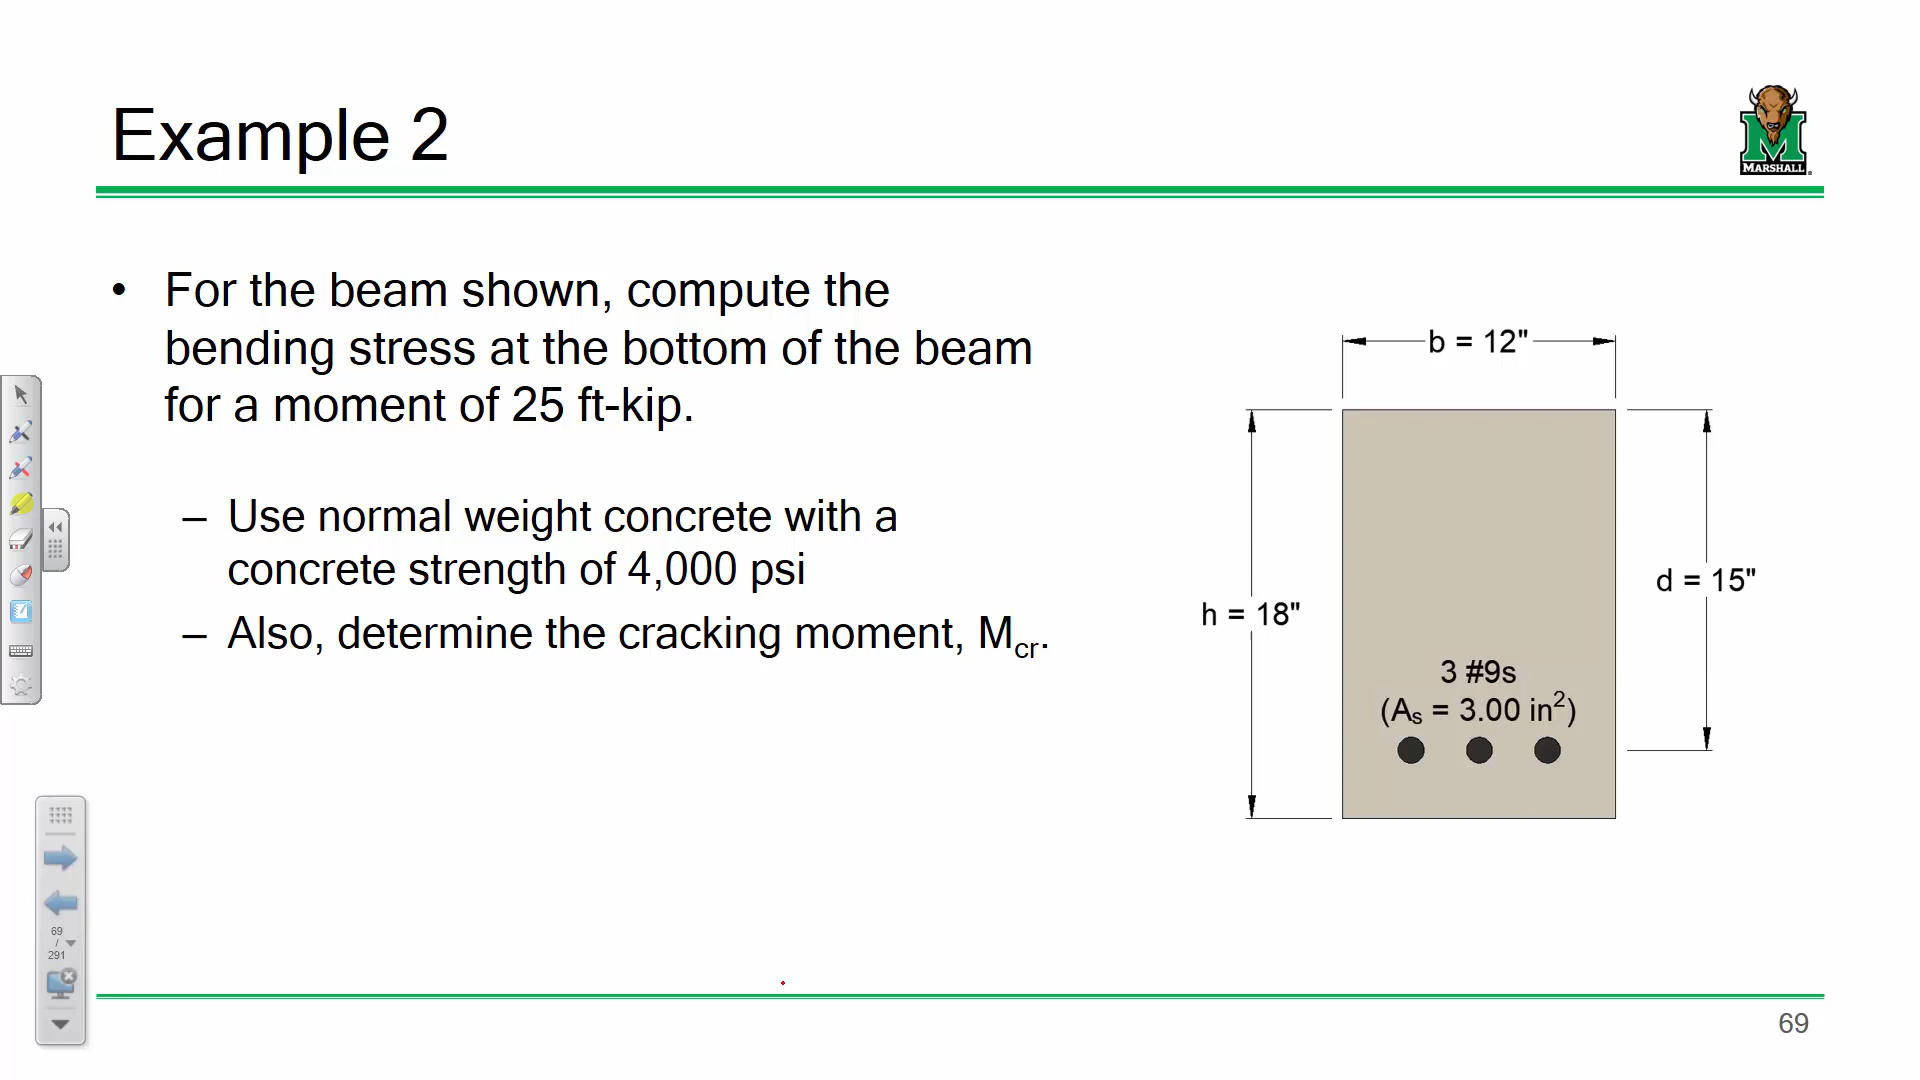 Example 2
MARSHALL
• For the beam shown, compute the
bending stress at the bottom of the beam
for a moment of 25 ft-kip.
– Use normal weight concrete with a
concrete strength of 4,000 psi
– Also, determine the cracking moment, Mcr.
b = 12"
h = 18"
d = 15"
3 #9s
(As = 3.00 in²)
69
/
291
69